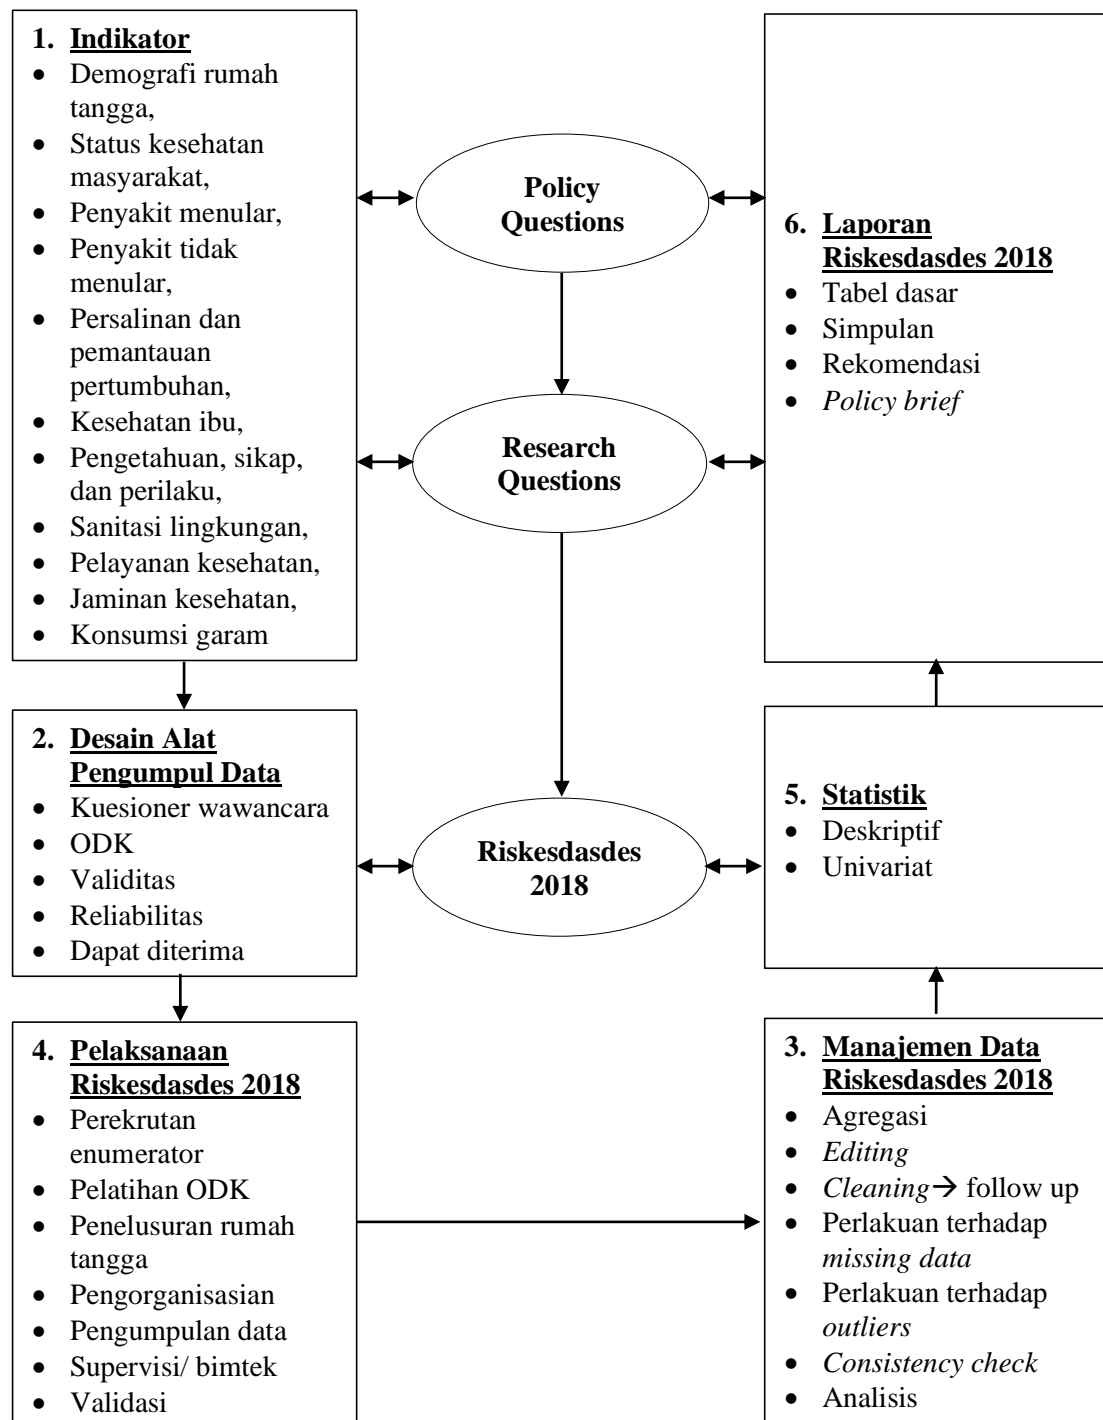 1. Indikator
• Demografi rumah
tangga,
• Status kesehatan
masyarakat,
• Penyakit menular,
• Penyakit tidak
menular,
• Persalinan dan
pemantauan
pertumbuhan,
• Kesehatan ibu,
• Pengetahuan, sikap,
dan perilaku,
• Sanitasi lingkungan,
• Pelayanan kesehatan,
• Jaminan kesehatan,
• Konsumsi garam
Policy
Questions
Research
Questions
6. Laporan
Riskesdasdes 2018
• Tabel dasar
• Simpulan
• Rekomendasi
• Policy brief
2. Desain Alat
Pengumpul Data
• Kuesioner wawancara
• ODK
• Validitas
• Reliabilitas
• Dapat diterima
Riskesdasdes
2018
5. Statistik
• Deskriptif
• Univariat
4. Pelaksanaan
Riskesdasdes 2018
• Perekrutan
enumerator
• Pelatihan ODK
• Penelusuran rumah
tangga
• Pengorganisasian
• Pengumpulan data
• Supervisi/ bimtek
• Validasi
3. Manajemen Data
Riskesdasdes 2018
• Agregasi
• Editing
• Cleaning→ follow up
• Perlakuan terhadap
missing data
• Perlakuan terhadap
outliers
• Consistency check
• Analisis